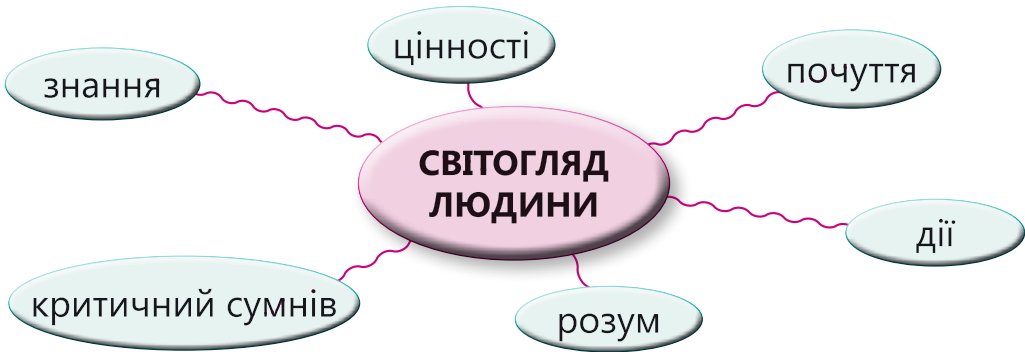 цінності
знання
почуття
СВІТОГЛЯД
ЛЮДИНИ
дії
критичний сумнів
розум